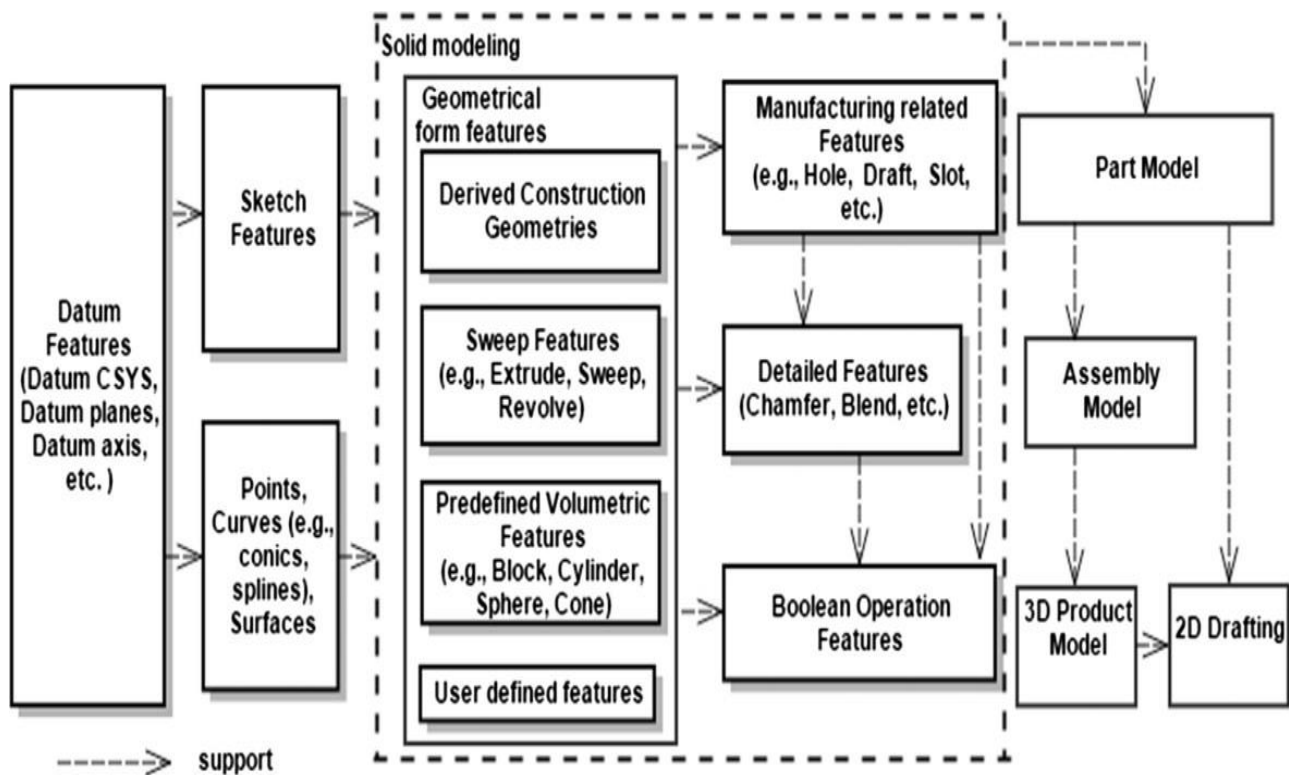 Solid modeling
Datum
Features
(Datum CSYS,
Datum planes,
Datum axis,
etc. )
Sketch
Features
Points,
Curves (e.g.,
conics,
splines),
Surfaces
Geometrical
form features
Derived Construction
Geometries
Sweep Features
(e.g., Extrude, Sweep,
Revolve)
Predefined Volumetric
Features
(e.g., Block, Cylinder,
Sphere, Cone)
User defined features
Manufacturing related
Features
(e.g., Hole, Draft, Slot,
etc.)
Detailed Features
(Chamfer, Blend, etc.)
Boolean Operation
Features
Part Model
Assembly
Model
3D Product
Model
2D Drafting
support